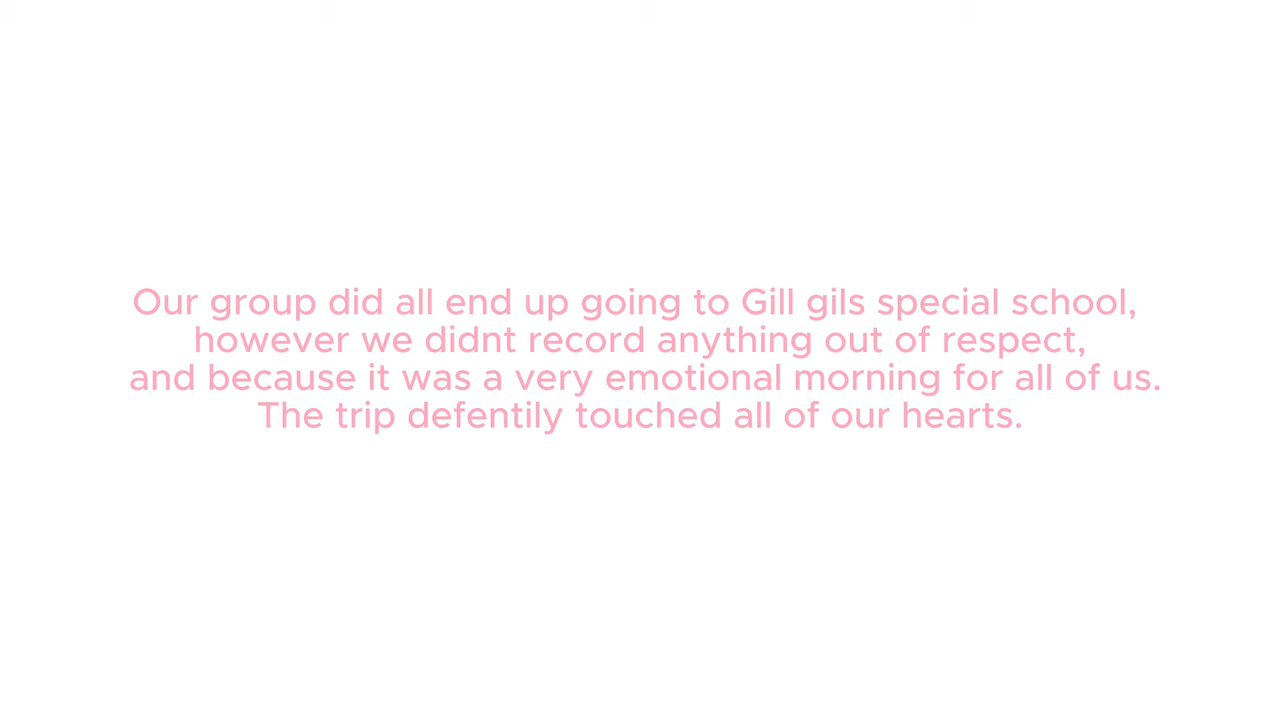 Our group did all end up going to Gill gils special school,
however we didnt record anything out of respect,
and because it was a very emotional morning for all of us.
The trip defentily touched all of our hearts.